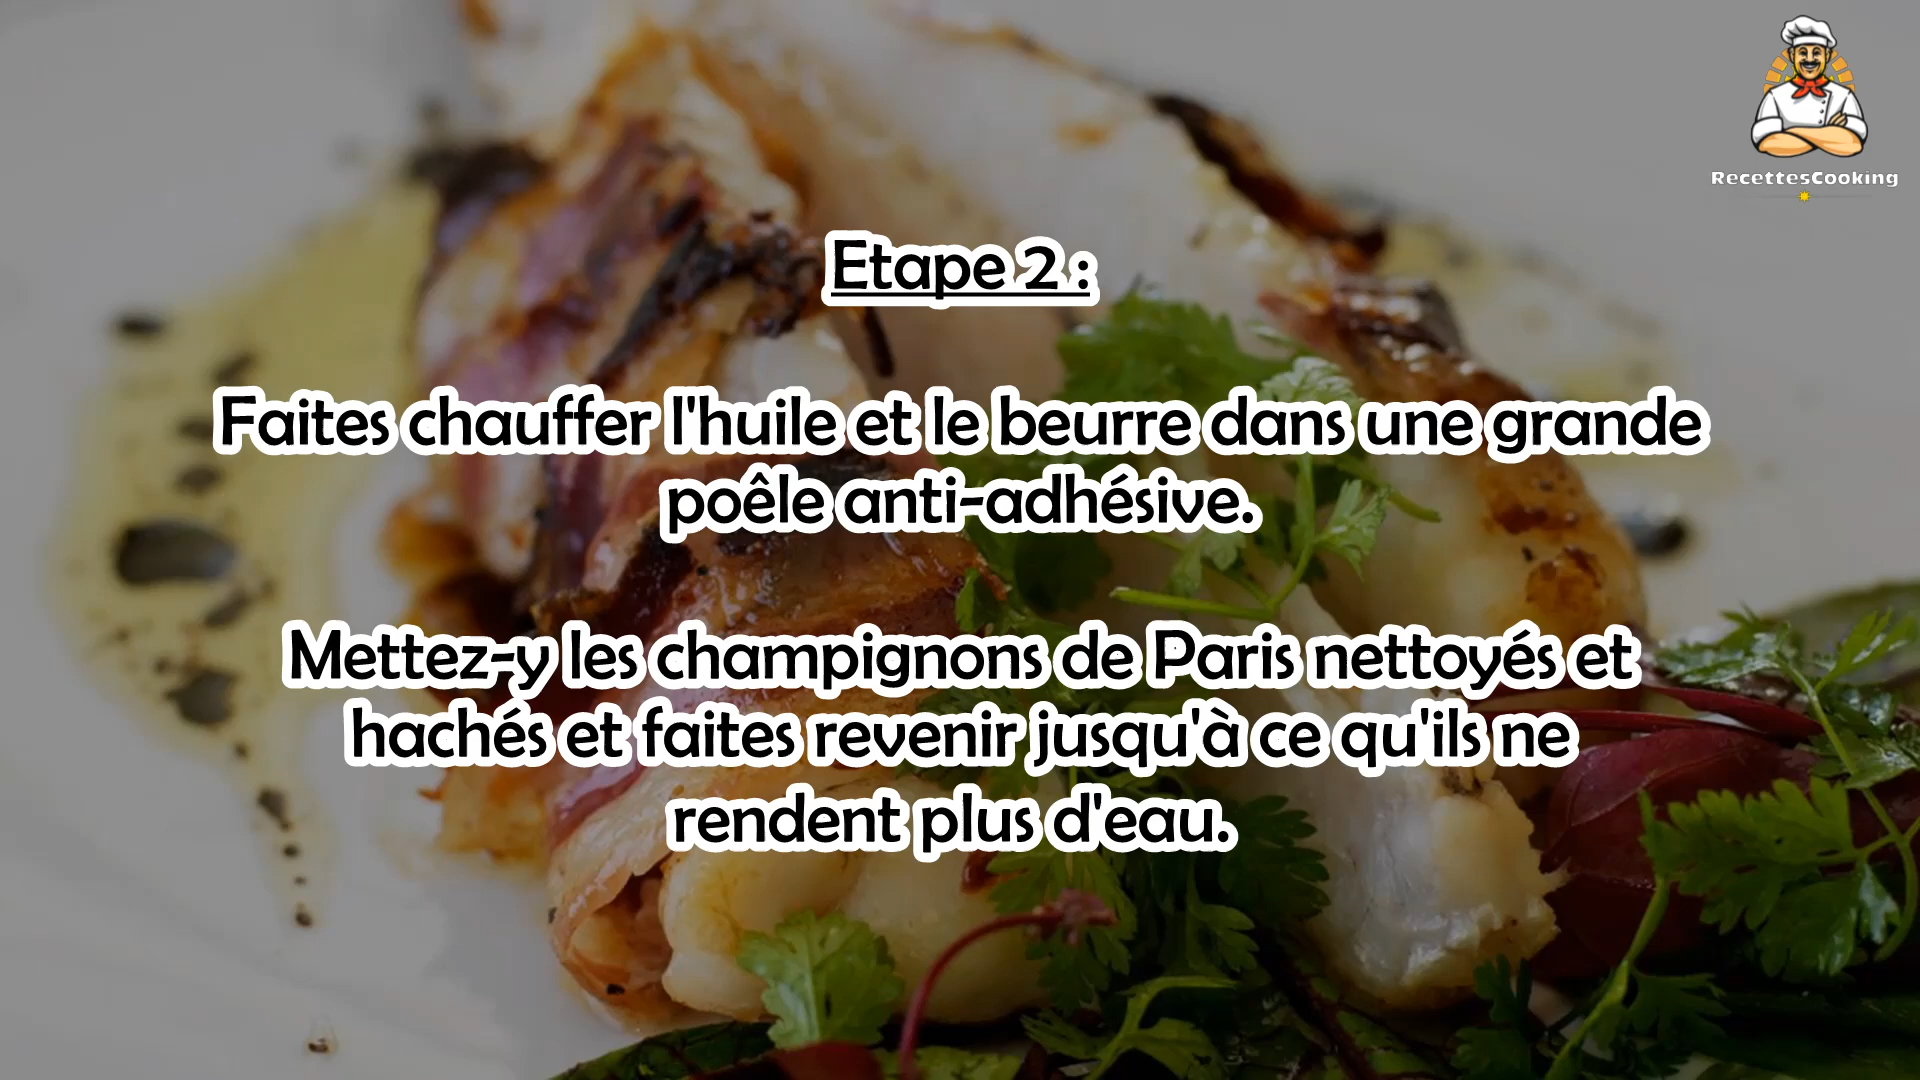 RecettesCooking
Etape 2 :
Faites chauffer l'huile et le beurre dans une grande
poêle anti-adhésive.
Mettez-y les champignons de Paris nettoyés et
hachés et faites revenir jusqu'à ce qu'ils ne
rendent plus d'eau.